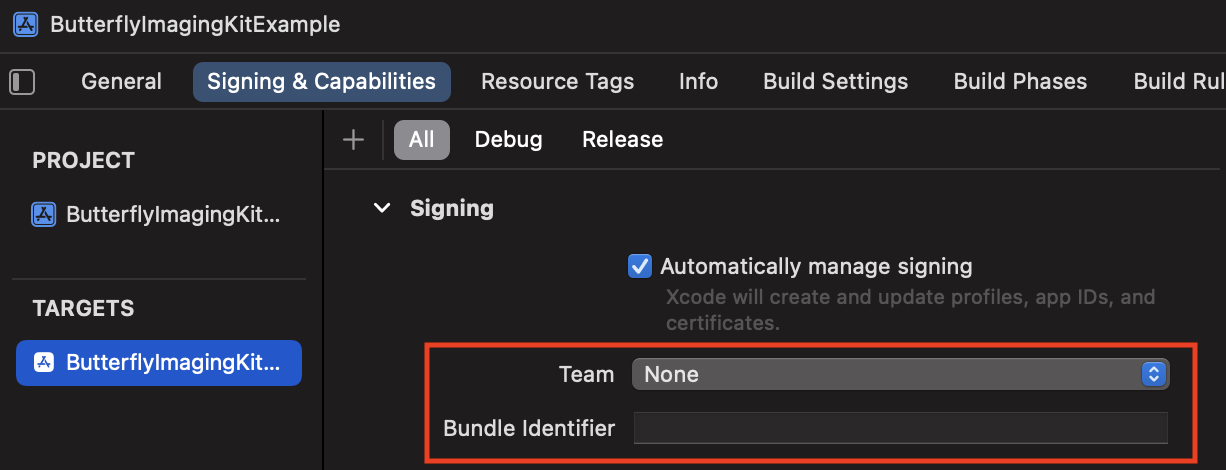 ButterflyImagingKitExample
General Signing & Capabilities Resource Tags Info Build Settings Build Phases Build Rul
PROJECT
ButterflyImagingKit...
TARGETS
ButterflyImagingKit...
All Debug Release
Signing
Automatically manage signing
Xcode will create and update profiles, app IDs, and
certificates.
Team None
Bundle Identifier